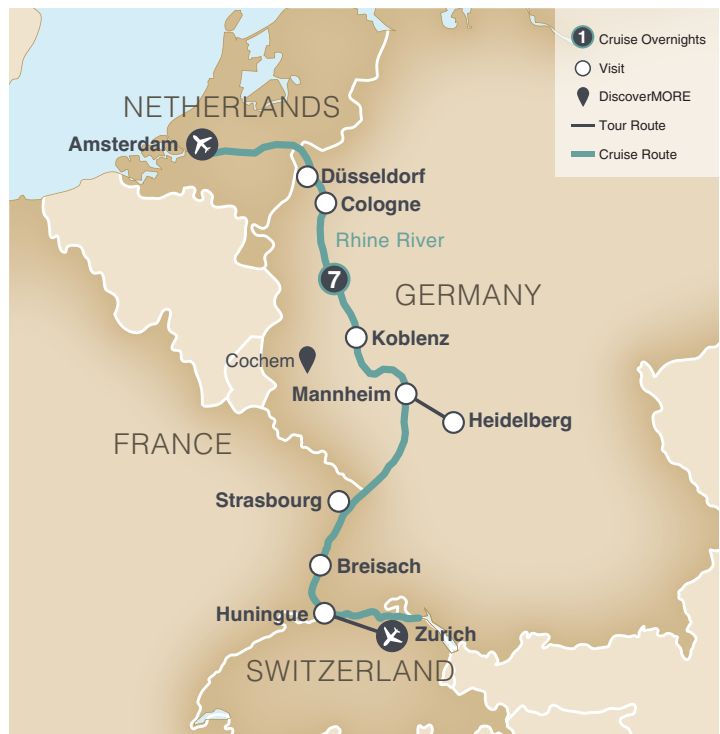 1 Cruise Overnights
Visit
DiscoverMORE
Tour Route
Cruise Route
NETHERLANDS
Amsterdam
Düsseldorf
Cologne
Rhine River
7
GERMANY
Koblenz
Cochem
Mannheim
Heidelberg
FRANCE
Strasbourg
Breisach
Huningue
Zurich
SWITZERLAND